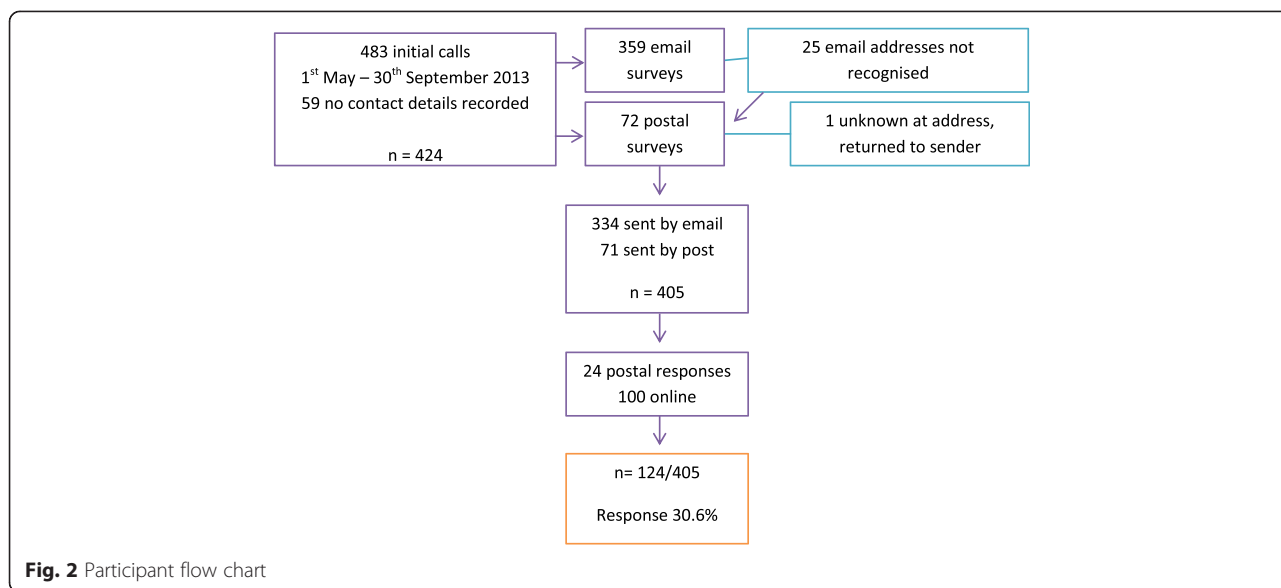 483 initial calls
1st May – 30th September 2013
59 no contact details recorded
n = 424
359 email
surveys
25 email addresses not
recognised
72 postal
surveys
1 unknown at address,
returned to sender
334 sent by email
71 sent by post
n = 405
24 postal responses
100 online
n= 124/405
Response 30.6%
Fig. 2 Participant flow chart